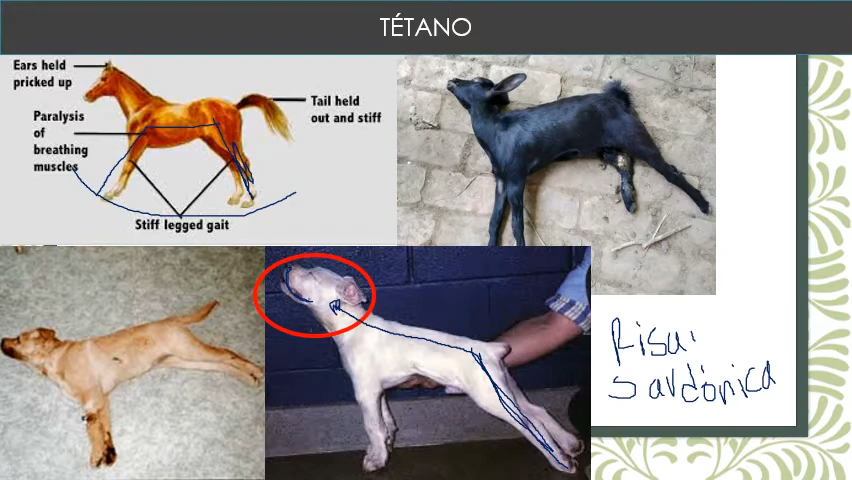 TÉTANO
Ears held
pricked up
Tail held
out and stiff
Paralysis
of
breathing
muscles
Stiff legged gait
Risa
Sardónica